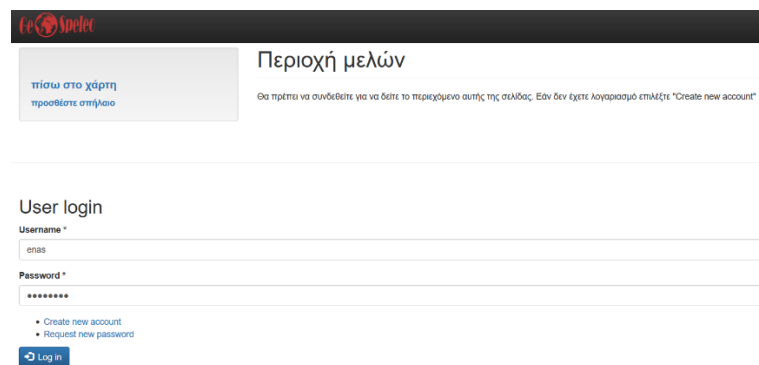 GeoSpeleo
Περιοχή μελών
πίσω στο χάρτη
προσθέστε σπήλαιο
Θα πρέπει να συνδεθείτε για να δείτε το περιεχόμενο αυτής της σελίδας. Εάν δεν έχετε λογαριασμό επιλέξτε "Create new account"
User login
Username *
enas
Password *
••••••••
Create new account
Request new password
Log in